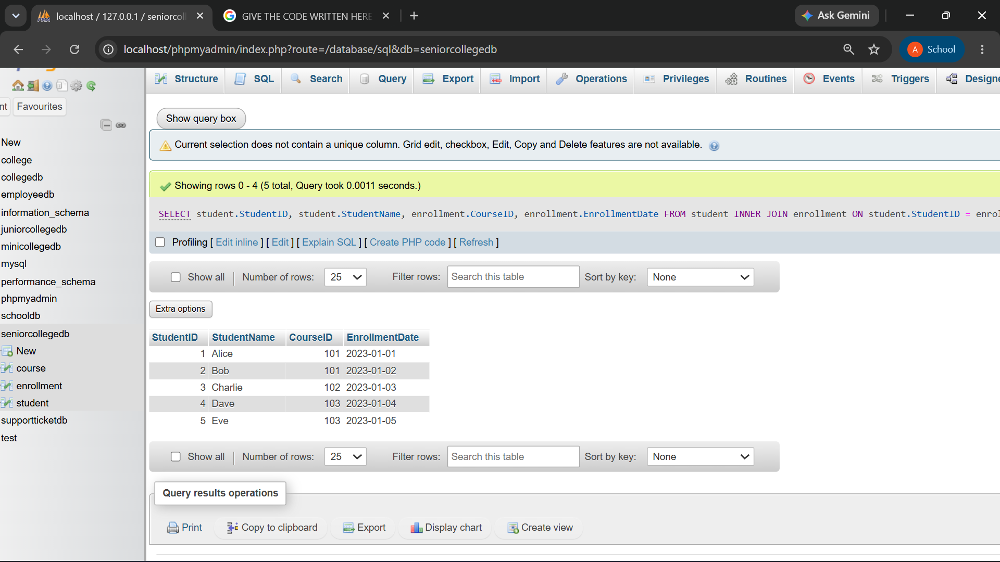 localhost / 127.0.0.1 / seniorcoll
GIVE THE CODE WRITTEN HERE
Ask Gemini
localhost/phpmyadmin/index.php?route=/database/sql&db=seniorcollegedb
A School
nt Favourites
New
college
collegedb
employeedb
information_schema
juniorcollegedb
minicollegedb
mysql
performance_schema
phpmyadmin
schooldb
seniorcollegedb
New
course
enrollment
student
supportticketdb
test
Structure SQL Search Query Export Import Operations Privileges Routines Events Triggers Designe
Show query box
Current selection does not contain a unique column. Grid edit, checkbox, Edit, Copy and Delete features are not available.
Showing rows 0 - 4 (5 total, Query took 0.0011 seconds.)
SELECT student.StudentID, student.StudentName, enrollment.CourseID, enrollment.EnrollmentDate FROM student INNER JOIN enrollment ON student.StudentID = enrol
Profiling [ Edit inline ] [ Edit ] [ Explain SQL ] [ Create PHP code ] [ Refresh ]
Show all | Number of rows: 25 Filter rows: Search this table Sort by key: None
Extra options
StudentID StudentName CourseID EnrollmentDate
1 Alice 101 2023-01-01
2 Bob 101 2023-01-02
3 Charlie 102 2023-01-03
4 Dave 103 2023-01-04
5 Eve 103 2023-01-05
Show all | Number of rows: 25 Filter rows: Search this table Sort by key: None
Query results operations
Print Copy to clipboard Export Display chart Create view